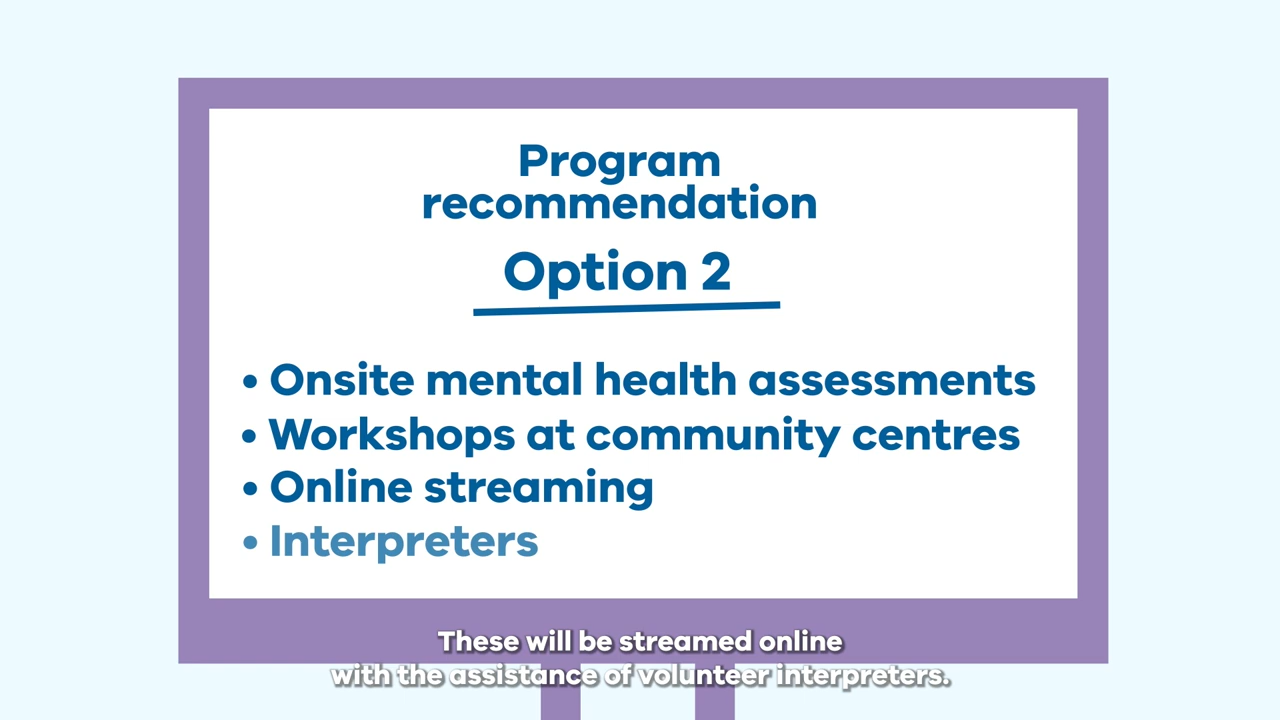 Program
recommendation
Option 2
• Onsite mental health assessments
• Workshops at community centres
• Online streaming
• Interpreters
These will be streamed online
with the assistance of volunteer interpreters.